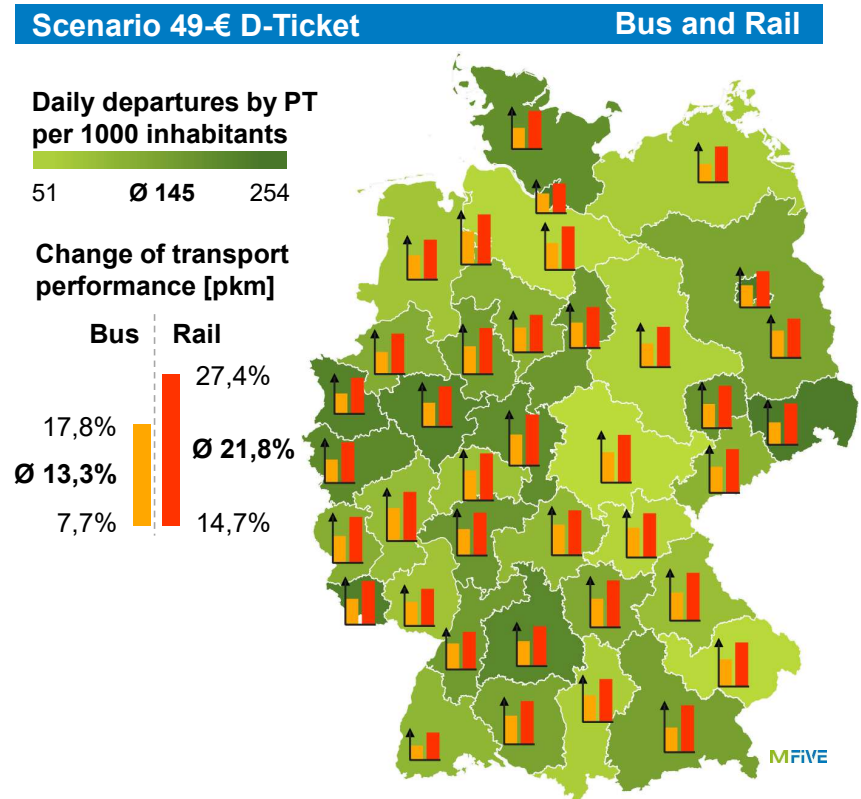 Scenario 49-€ D-Ticket
Bus and Rail
Daily departures by PT
per 1000 inhabitants
51
Ø 145
254
Change of transport
performance [pkm]
Bus
Rail
27,4%
17,8%
Ø 21,8%
Ø 13,3%
7,7%
14,7%
MFiVE